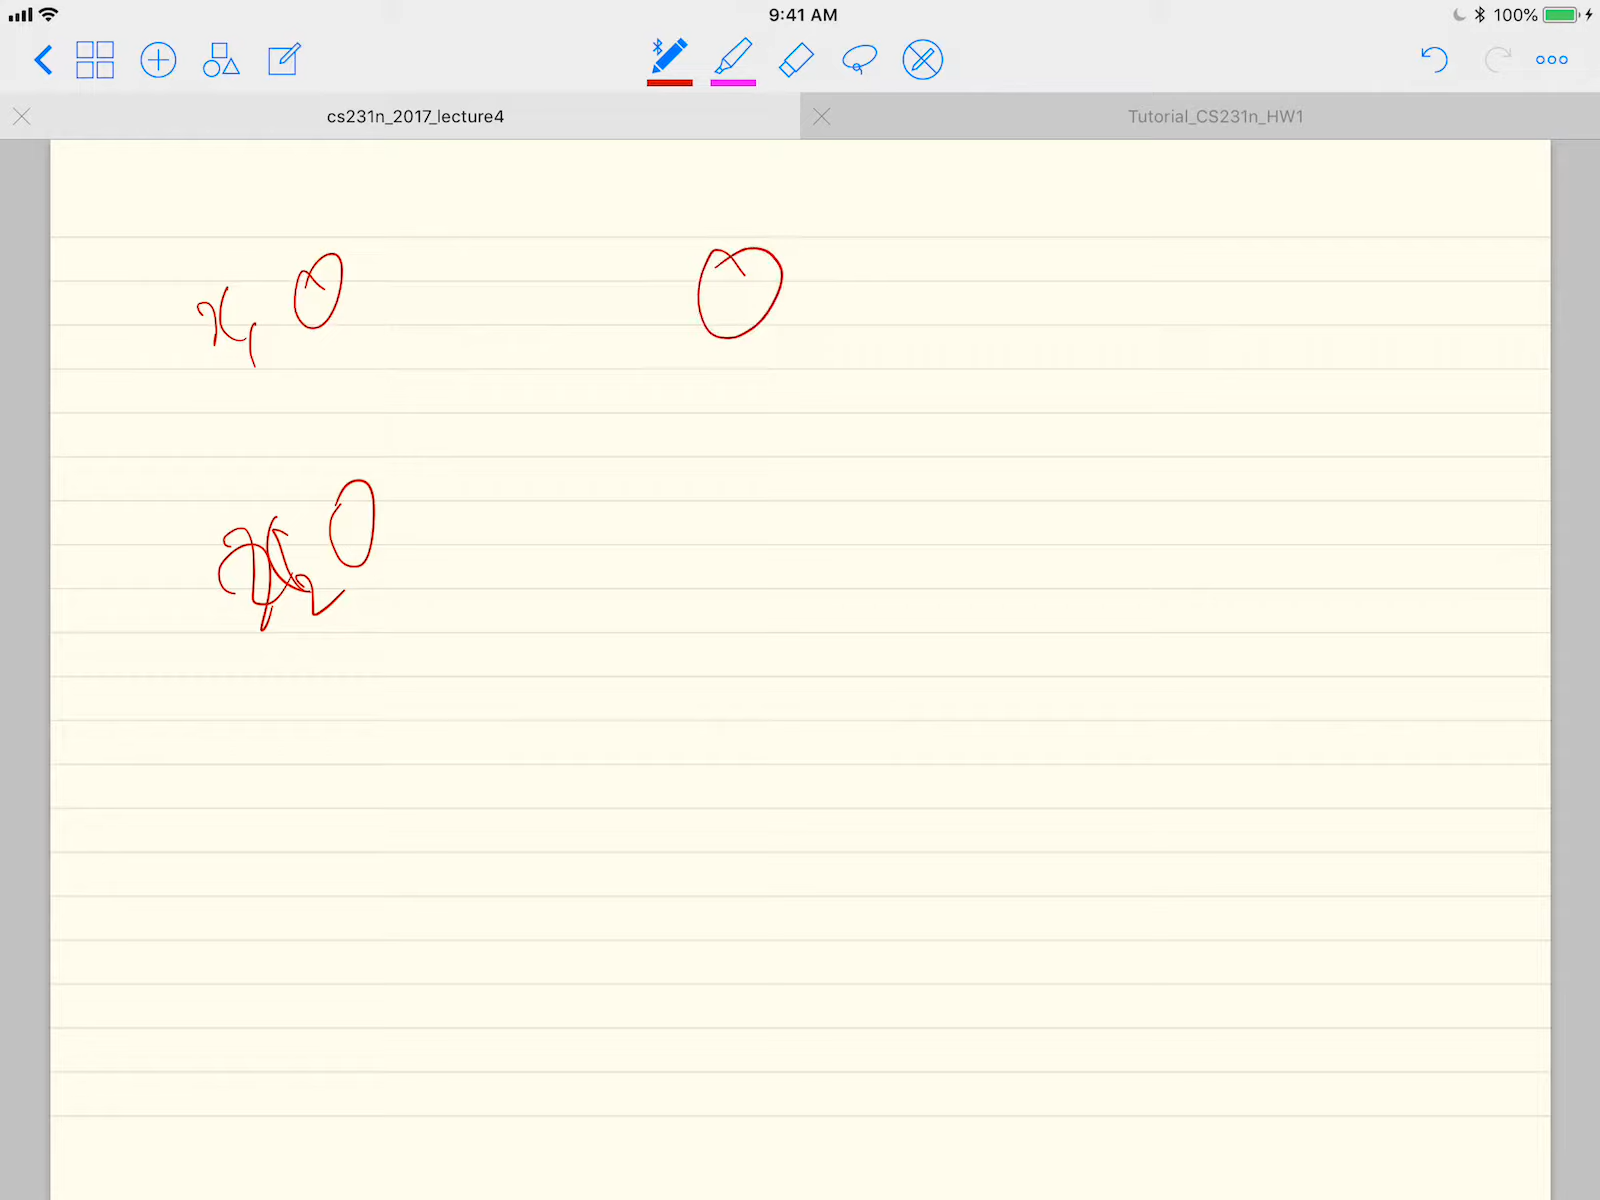 9:41 AM
100%
cs231n_2017_lecture4
Tutorial_CS231n_HW1
x₁
x₂